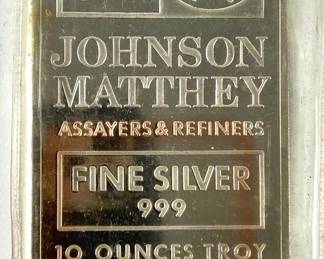 JOHNSON
MATTHEY
ASSAYERS & REFINERS
FINE SILVER
999
10 OUNCES TROY